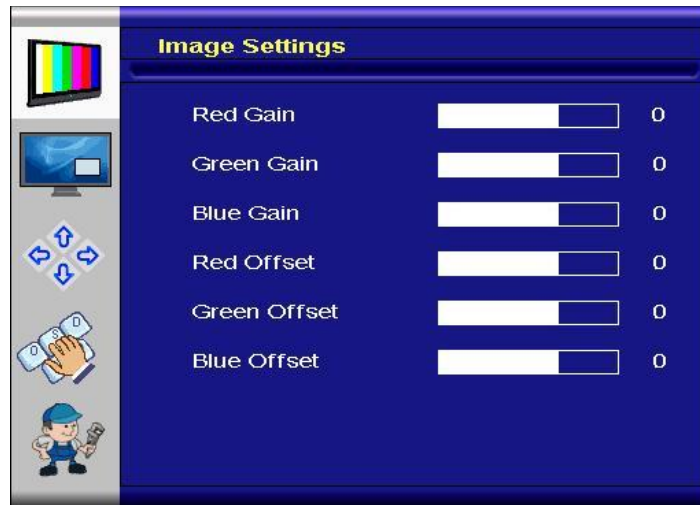 Image Settings
Red Gain 0
Green Gain 0
Blue Gain 0
Red Offset 0
Green Offset 0
Blue Offset 0
O S D